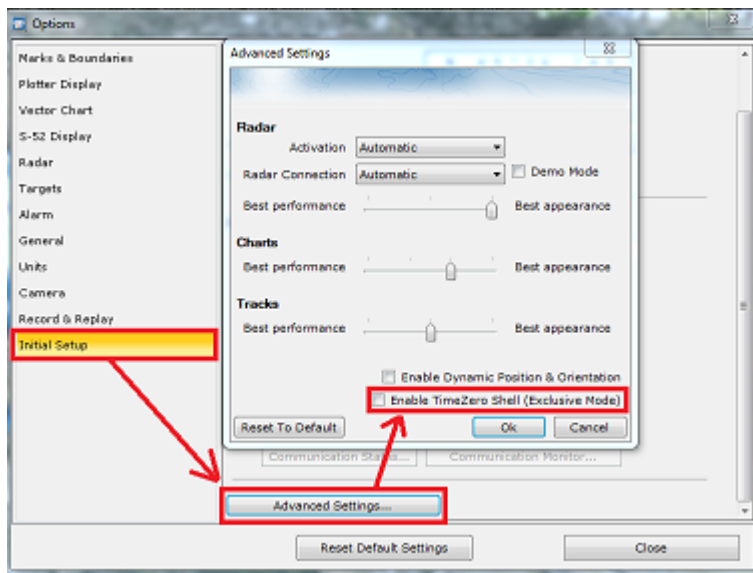 Options
Marks & Boundaries
Plotter Display
Vector Chart
S-52 Display
Radar
Targets
Alarm
General
Units
Camera
Record & Replay
Initial Setup
Advanced Settings
Radar
Activation Automatic
Radar Connection Automatic Demo Mode
Best performance Best appearance
Charts
Best performance Best appearance
Tracks
Best performance Best appearance
Enable Dynamic Position & Orientation
Enable TimeZero Shell (Exclusive Mode)
Reset To Default Ok Cancel
Communication Status... Communication Monitor...
Advanced Settings...
Reset Default Settings Close